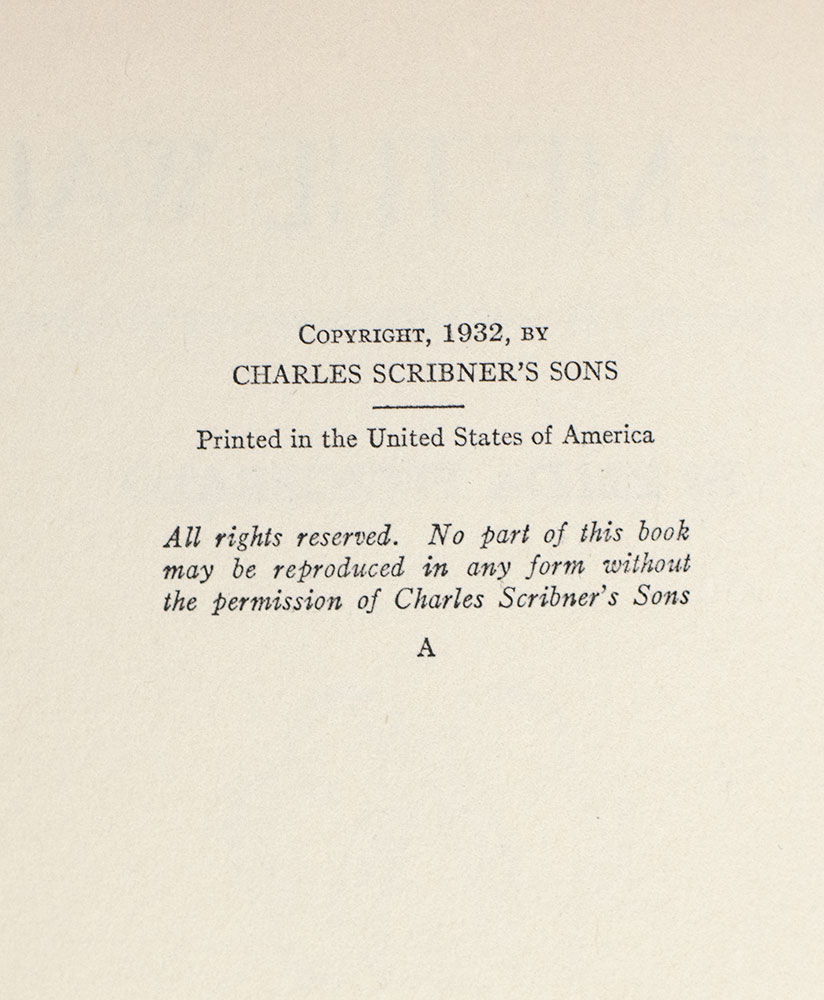 COPYRIGHT, 1932, BY
CHARLES SCRIBNER'S SONS
Printed in the United States of America
All rights reserved. No part of this book
may be reproduced in any form without
the permission of Charles Scribner's Sons
A